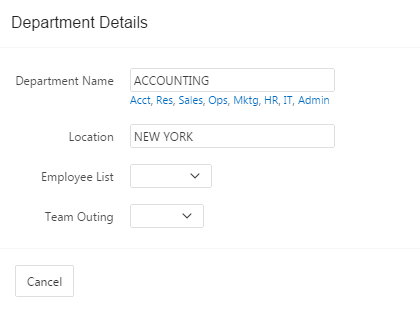 Department Details
Department Name ACCOUNTING
Acct, Res, Sales, Ops, Mktg, HR, IT, Admin
Location NEW YORK
Employee List
Team Outing
Cancel